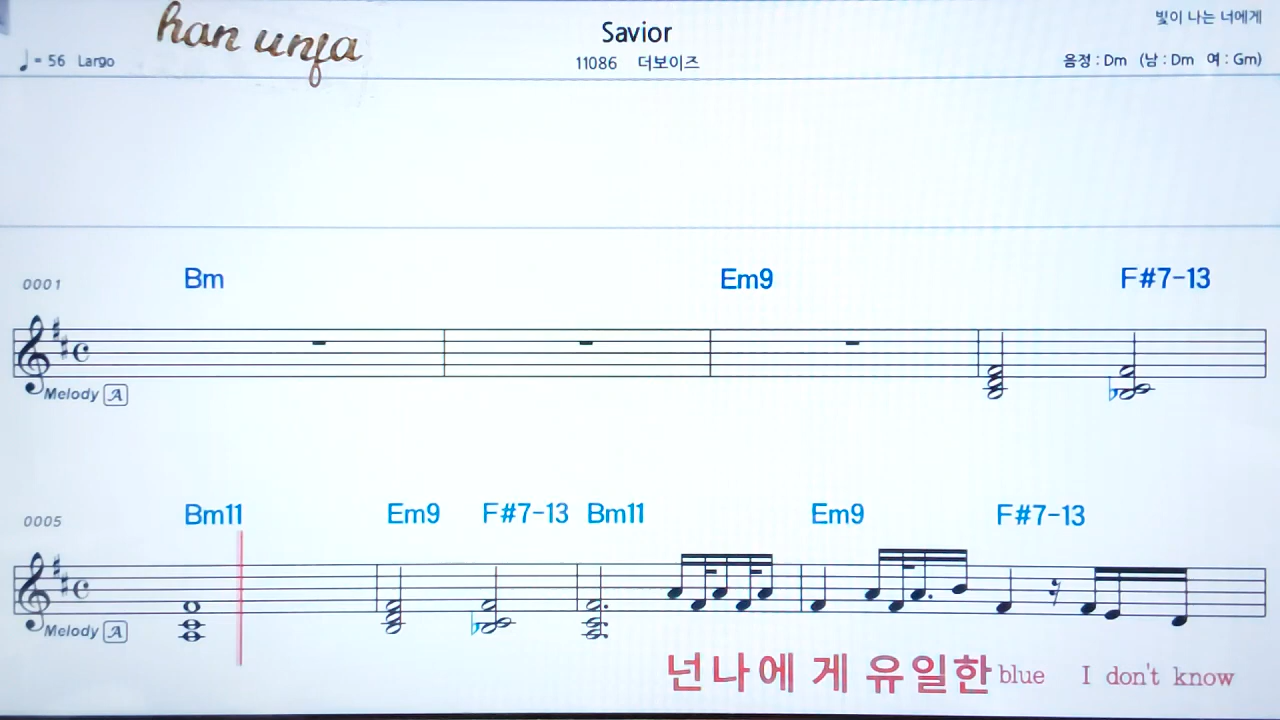 han unja
Savior
빛이 나는 너에게
♩= 56 Largo
11086 더보이즈
음정 : Dm (남 : Dm 여 : Gm)
0001 Bm Em9 F#7-13
Melody A
0005 Bm11 Em9 F#7-13 Bm11 Em9 F#7-13
Melody A
넌나에 게 유일한 blue I don't know